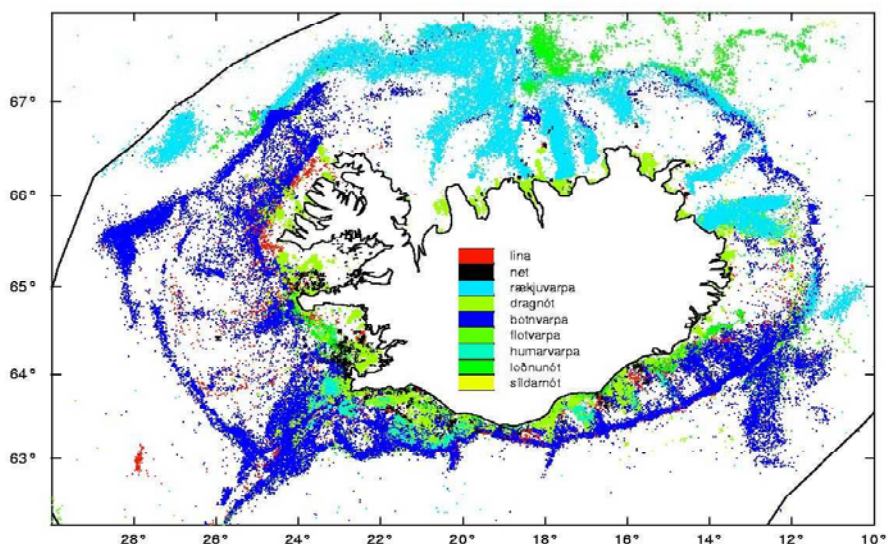 67°
66°
65°
64°
63°
lina
net
rækjuvarpa
dragnót
botnvarpa
flotvarpa
humarvarpa
loðnunót
síldarnót
28° 26° 24° 22° 20° 18° 16° 14° 12° 10°